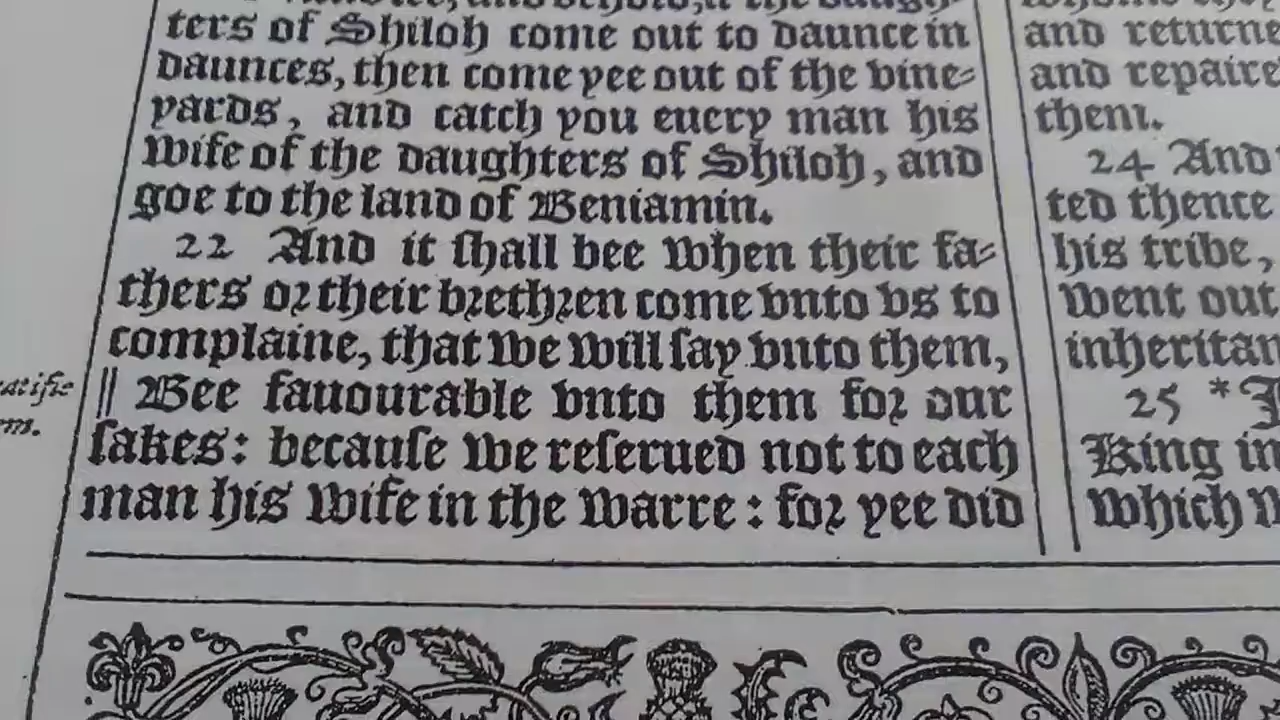 ters of Shiloh come out to daunce in
daunces, then come yee out of the vine-
yards, and catch you euery man his
wife of the daughters of Shiloh, and
goe to the land of Beniamin.
22 And it ſhall bee when their fa-
thers or their brethren come vnto vs to
complaine, that we will ſay vnto them,
|| Bee fauourable vnto them for our
ſakes: becauſe we reſerued not to each
man his wife in the warre: for yee did
em.
and
and
them.
24 And
ted thence
his tribe,
went out
25 *
King in
which